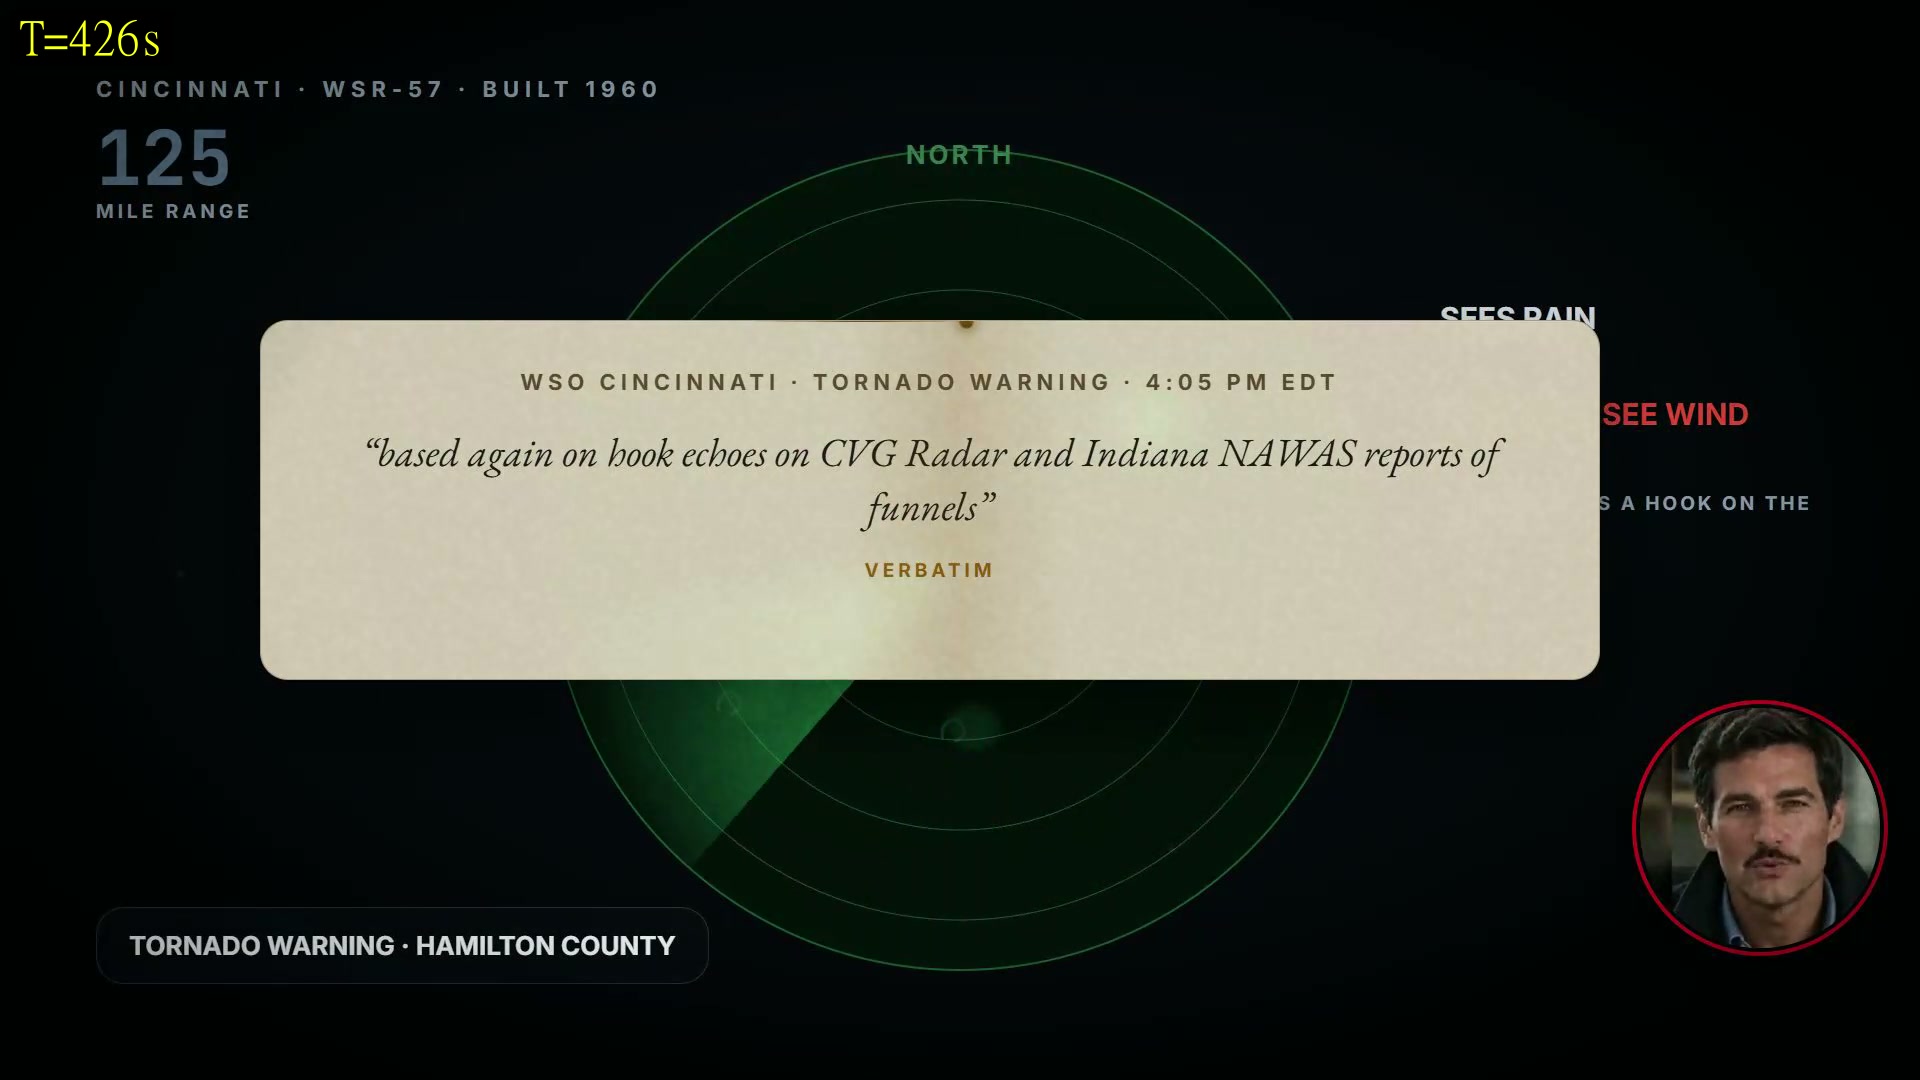 T=426s
CINCINNATI · WSR-57 · BUILT 1960
125
MILE RANGE
NORTH
SEES RAIN
WSO CINCINNATI · TORNADO WARNING · 4:05 PM EDT
SEE WIND
“based again on hook echoes on CVG Radar and Indiana NAWAS reports of
funnels”
A HOOK ON THE
VERBATIM
TORNADO WARNING · HAMILTON COUNTY